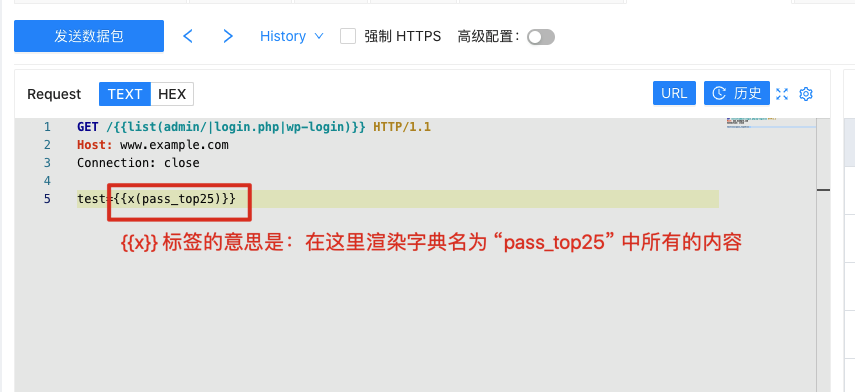 发送数据包 History 强制 HTTPS 高级配置：
Request TEXT HEX URL 历史
1 GET /{{list(admin/|login.php|wp-login)}} HTTP/1.1
2 Host: www.example.com
3 Connection: close
4
5 test={{x(pass_top25)}}
{{x}} 标签的意思是：在这里渲染字典名为 “pass_top25” 中所有的内容